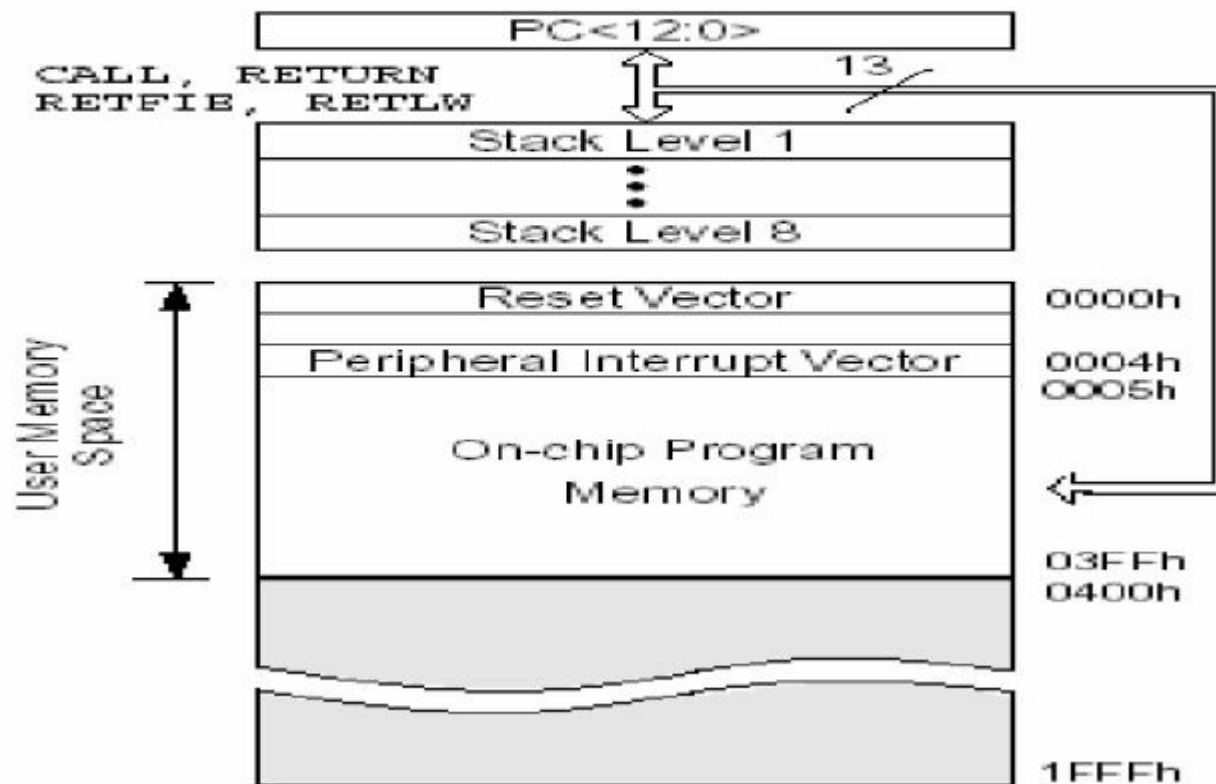 PC<12:0>
CALL, RETURN
RETFIE, RETLW
13
Stack Level 1
Stack Level 8
Reset Vector
0000h
Peripheral Interrupt Vector
0004h
0005h
User Memory
Space
On-chip Program
Memory
03FFh
0400h
1FFFh